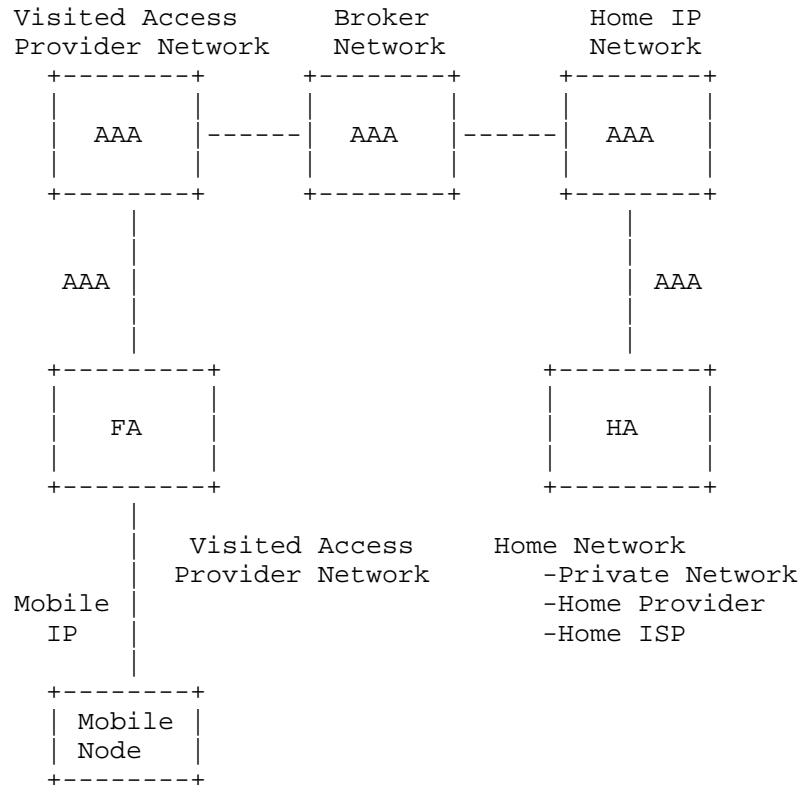 Visited Access Broker Home IP
Provider Network Network Network
AAA AAA AAA
AAA AAA
FA HA
Visited Access Home Network
Provider Network -Private Network
Mobile -Home Provider
IP -Home ISP
Mobile
Node